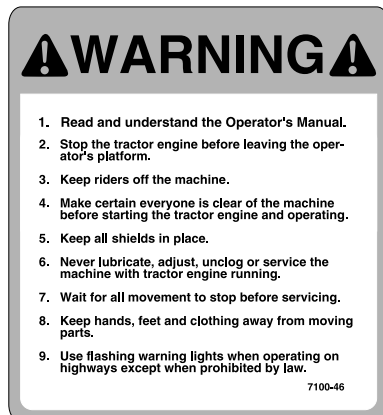 WARNING
1. Read and understand the Operator's Manual.
2. Stop the tractor engine before leaving the oper-
ator's platform.
3. Keep riders off the machine.
4. Make certain everyone is clear of the machine
before starting the tractor engine and operating.
5. Keep all shields in place.
6. Never lubricate, adjust, unclog or service the
machine with tractor engine running.
7. Wait for all movement to stop before servicing.
8. Keep hands, feet and clothing away from moving
parts.
9. Use flashing warning lights when operating on
highways except when prohibited by law.
7100-46